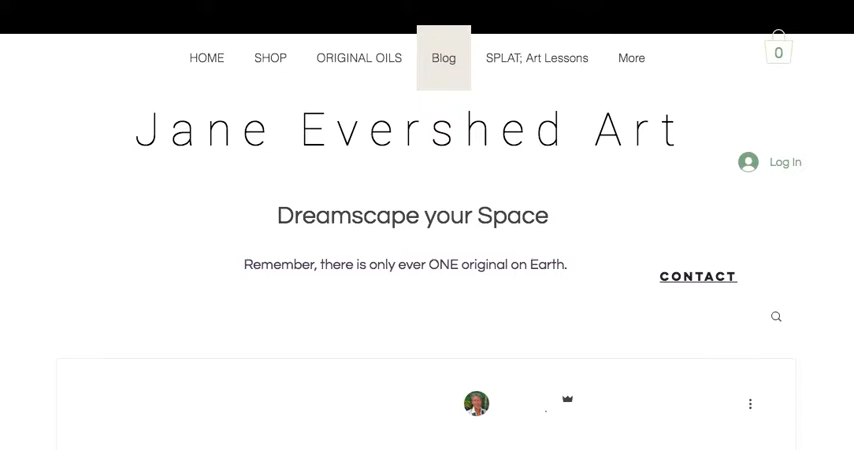 HOME SHOP ORIGINAL OILS Blog SPLAT; Art Lessons More
0
Jane Evershed Art
Log In
Dreamscape your Space
Remember, there is only ever ONE original on Earth.
CONTACT